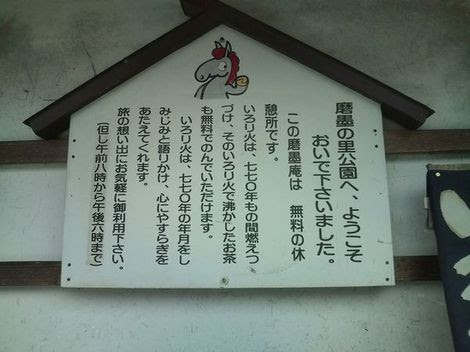 磨墨の里公園へ、ようこそ
おいで下さいました。
この磨墨庵は 無料の休
憩所です。
いろり火は、七七〇年もの間燃えつ
づけ、そのいろり火で沸かしたお茶
も無料でのんでいただけます。
いろり火は、七七〇年の年月をし
みじみと語りかけ、心にやすらぎを
あたえてくれます。
旅の想い出にお気軽に御利用下さい。
(但し午前八時から午後六時まで)